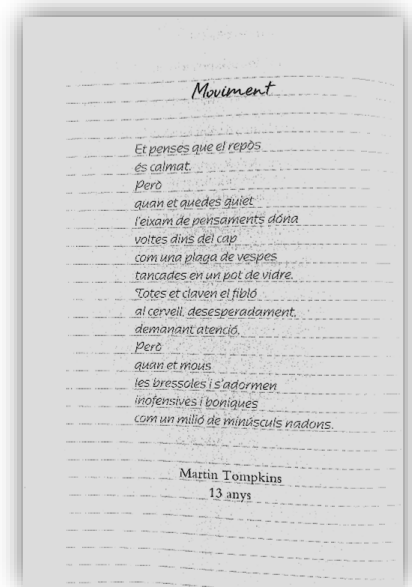 Moviment
Et penses que el repòs
és calmat.
Però
quan et quedes quiet
l'eixam de pensaments dóna
voltes dins del cap
com una plaga de vespes
tancades en un pot de vidre.
Totes et claven el fibló
al cervell, desesperadament,
demanant atenció.
Però
quan et mous
les bressoles i s'adormen
inofensives i boniques
com un milió de minúsculs nadons.
Martin Tompkins
13 anys